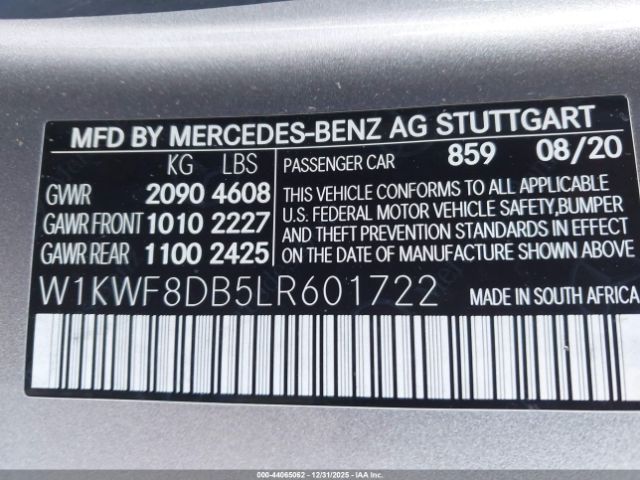 MFD BY MERCEDES-BENZ AG STUTTGART
KG LBS
GVWR 2090 4608
GAWR FRONT 1010 2227
GAWR REAR 1100 2425
PASSENGER CAR 859 08/20
THIS VEHICLE CONFORMS TO ALL APPLICABLE
U.S. FEDERAL MOTOR VEHICLE SAFETY,BUMPER
AND THEFT PREVENTION STANDARDS IN EFFECT
ON THE DATE OF MANUFACTURE SHOWN ABOVE
W1KWF8DB5LR601722
MADE IN SOUTH AFRICA
000-44065062 - 12/31/2025 - IAAI.COM